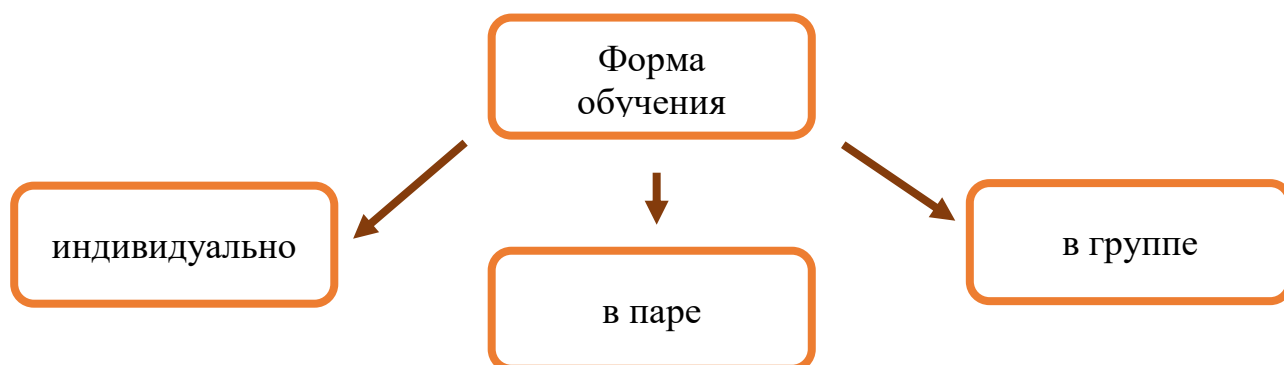 Форма
обучения
индивидуально
в паре
в группе